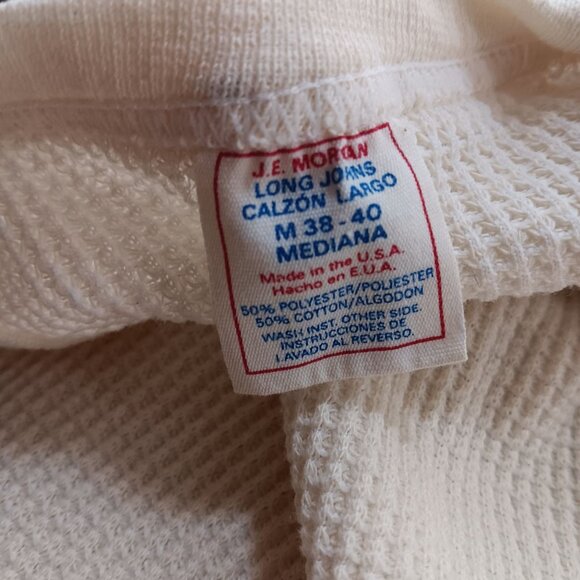 J.E. MORGAN
LONG JOHNS
CALZÓN LARGO
M 38-40
MEDIANA
Made in the U.S.A.
Hacho en E.U.A.
50% POLYESTER/POLIESTER
50% COTTON/ALGODON
WASH INST. OTHER SIDE.
INSTRUCCIONES DE
LAVADO AL REVERSO.